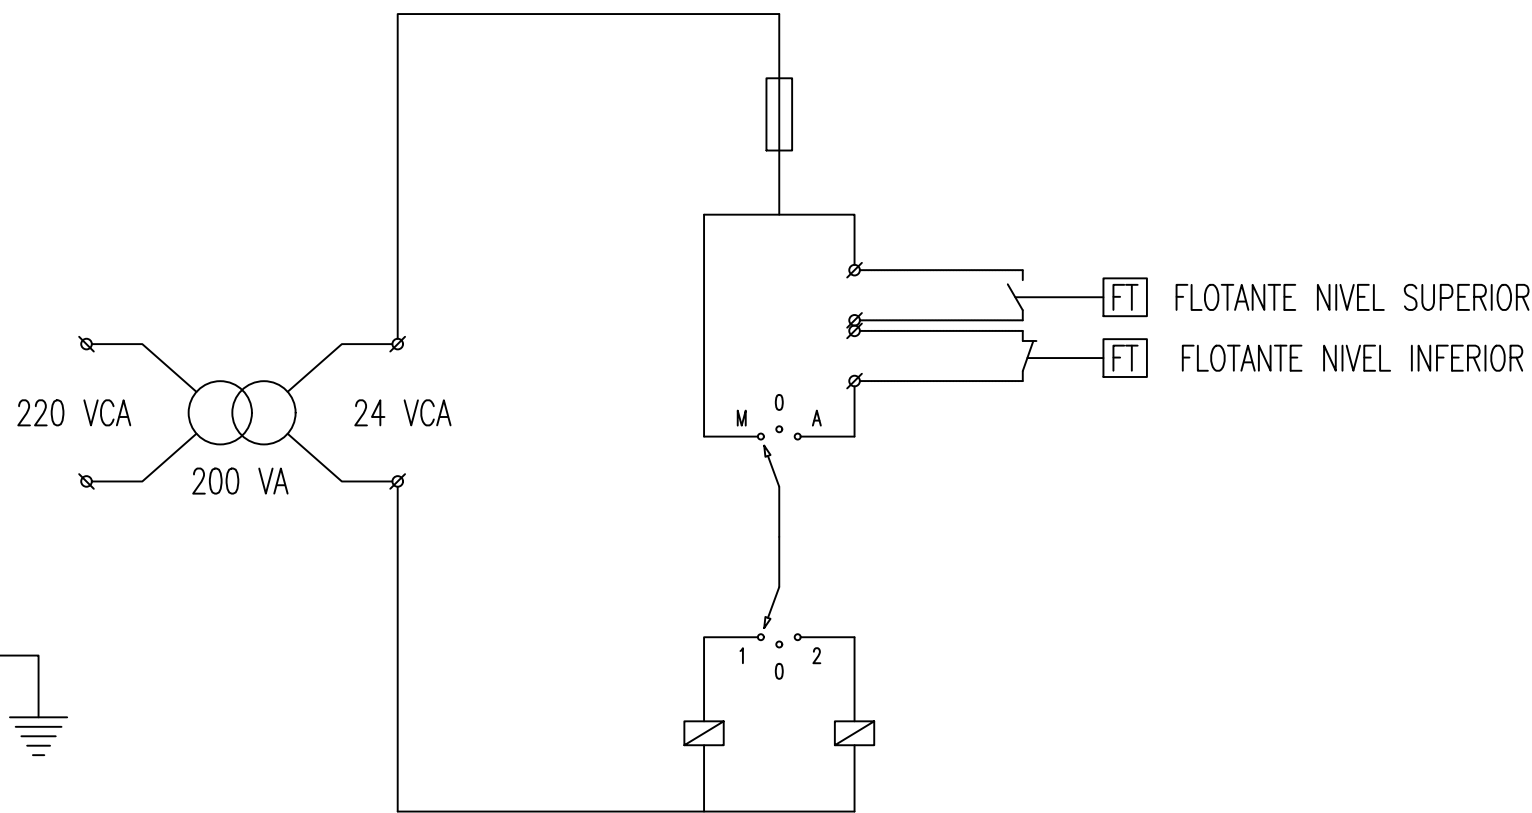 FT FLOTANTE NIVEL SUPERIOR
FT FLOTANTE NIVEL INFERIOR
220 VCA
24 VCA
200 VA
0
M A
1 2
0